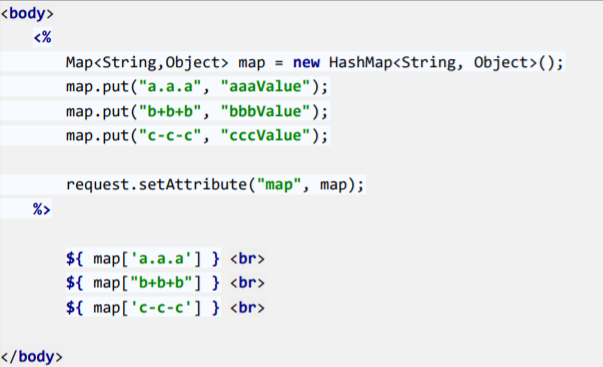 <body>
<%
Map<String,Object> map = new HashMap<String, Object>();
map.put("a.a.a", "aaaValue");
map.put("b+b+b", "bbbValue");
map.put("c-c-c", "cccValue");
request.setAttribute("map", map);
%>
${ map['a.a.a'] } <br>
${ map["b+b+b"] } <br>
${ map['c-c-c'] } <br>
</body>